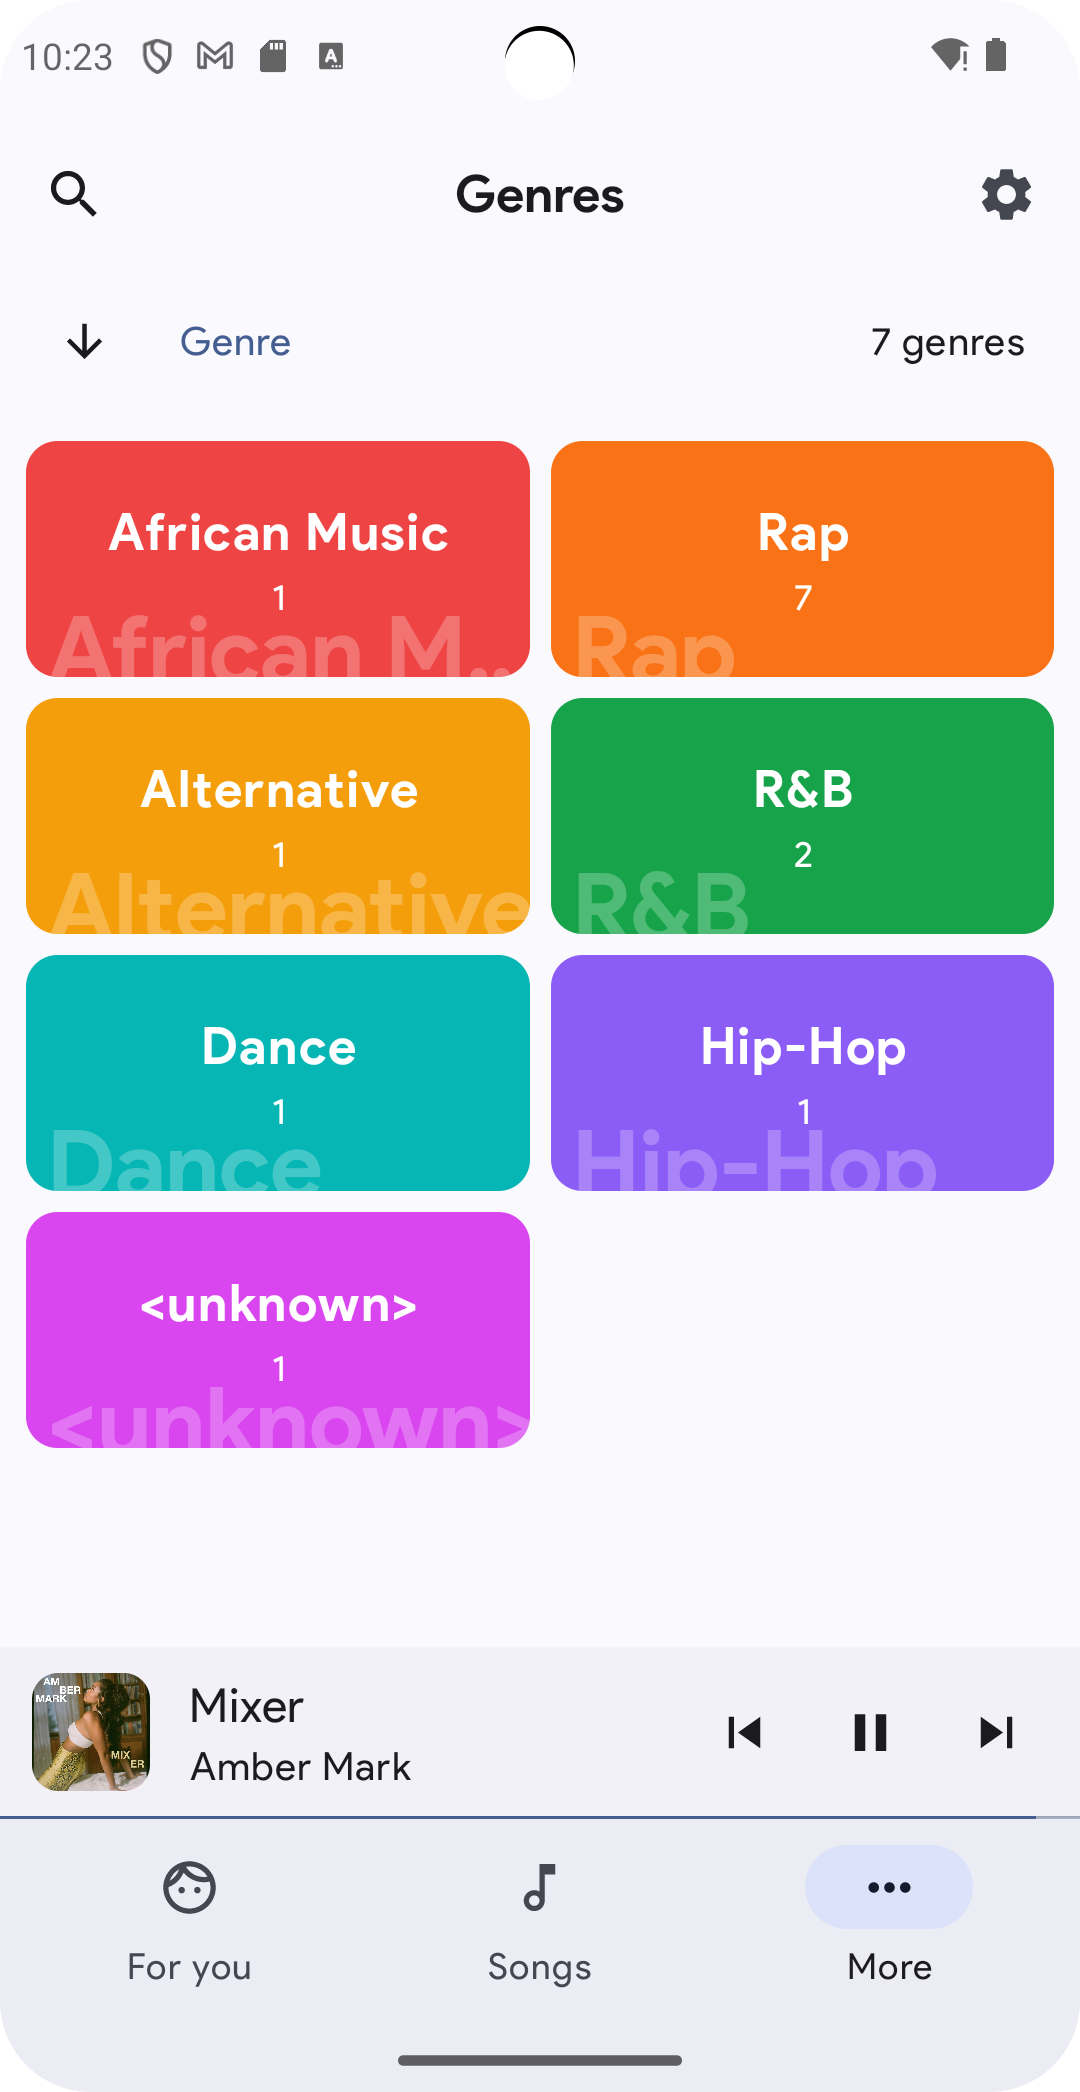 10:23
Genres
Genre
7 genres
African Music
1
African M..
Rap
7
Rap
Alternative
1
Alternative
R&B
2
R&B
Dance
1
Dance
Hip-Hop
1
Hip-Hop
<unknown>
1
<unknown>
AM
BER
MARK
MIX
ER
Mixer
Amber Mark
For you
Songs
More